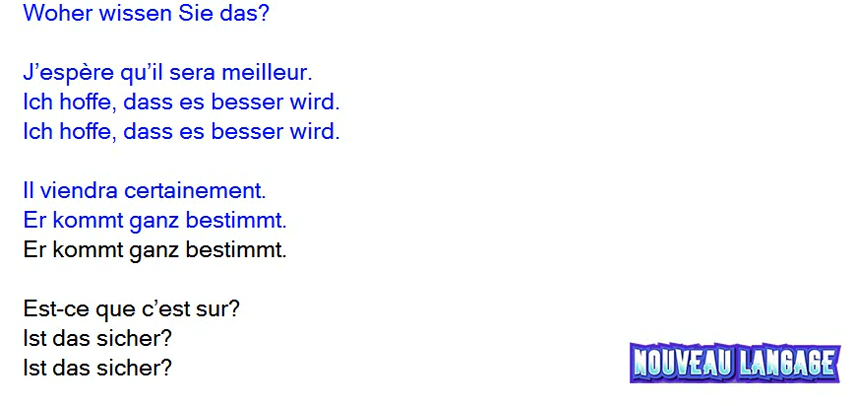 Woher wissen Sie das?
J’espère qu’il sera meilleur.
Ich hoffe, dass es besser wird.
Ich hoffe, dass es besser wird.
Il viendra certainement.
Er kommt ganz bestimmt.
Er kommt ganz bestimmt.
Est-ce que c’est sur?
Ist das sicher?
Ist das sicher?
NOUVEAU LANGAGE